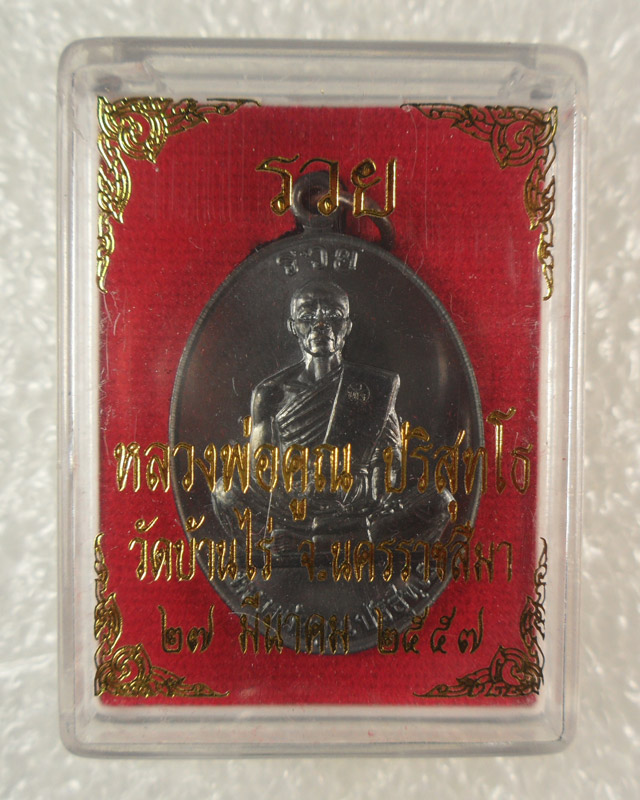 รวย
รวย
หลวงพ่อคูณ ปริสุทฺโธ
วัดบ้านไร่ จ.นครราชสีมา
๒๗ มีนาคม ๒๕๕๗